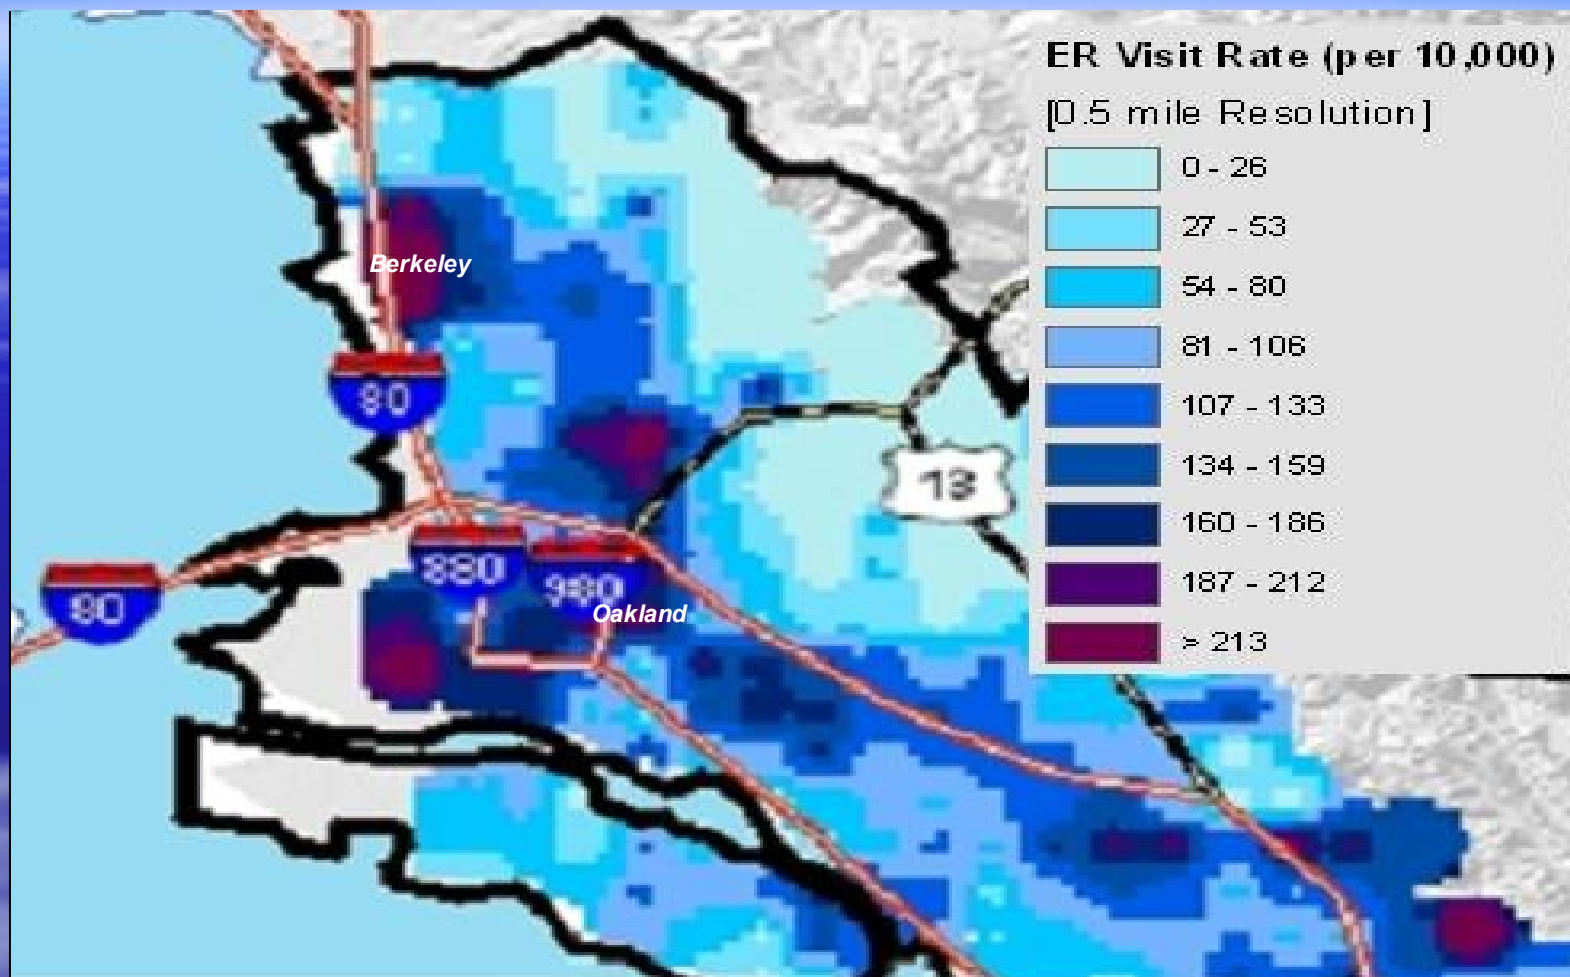 ER Visit Rate (per 10,000)
[0.5 mile Resolution]
0 - 26
27 - 53
54 - 80
81 - 106
107 - 133
134 - 159
160 - 186
187 - 212
> 213
Berkeley
80
13
880
980
80
Oakland